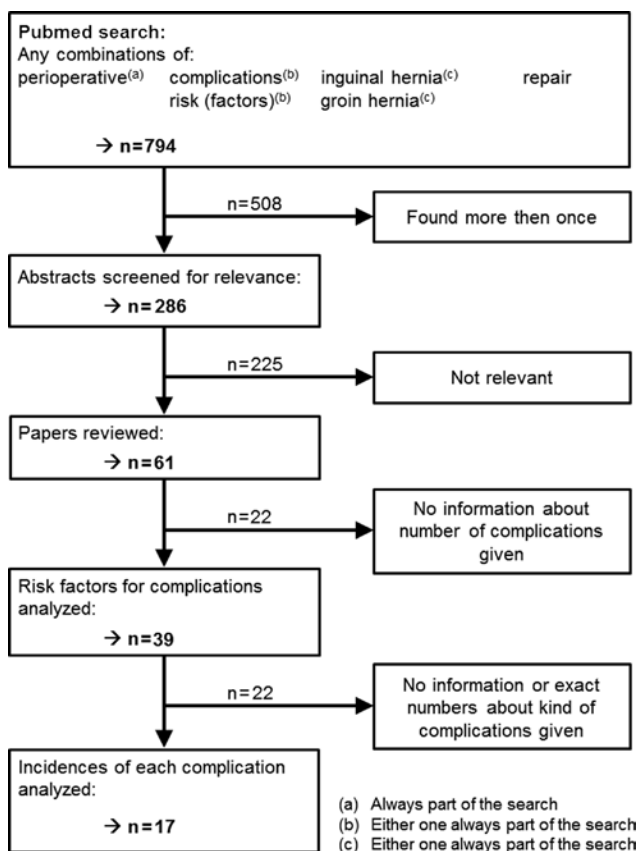 Pubmed search:
Any combinations of:
perioperative(a) complications(b) inguinal hernia(c) repair
risk (factors)(b) groin hernia(c)
→ n=794
n=508
Found more then once
Abstracts screened for relevance:
→ n=286
n=225
Not relevant
Papers reviewed:
→ n=61
n=22
No information about
number of complications
given
Risk factors for complications
analyzed:
→ n=39
n=22
No information or exact
numbers about kind of
complications given
Incidences of each complication
analyzed:
→ n=17
(a) Always part of the search
(b) Either one always part of the search
(c) Either one always part of the search